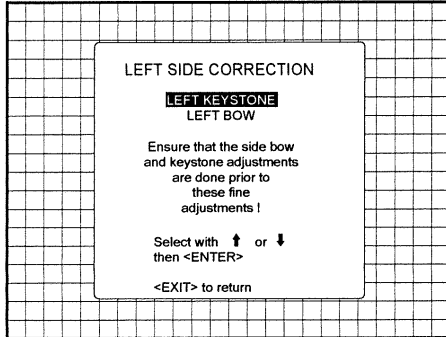 LEFT SIDE CORRECTION
LEFT KEYSTONE
LEFT BOW
Ensure that the side bow
and keystone adjustments
are done prior to
these fine
adjustments !
Select with ⬆ or ⬇
then <ENTER>
<EXIT> to return